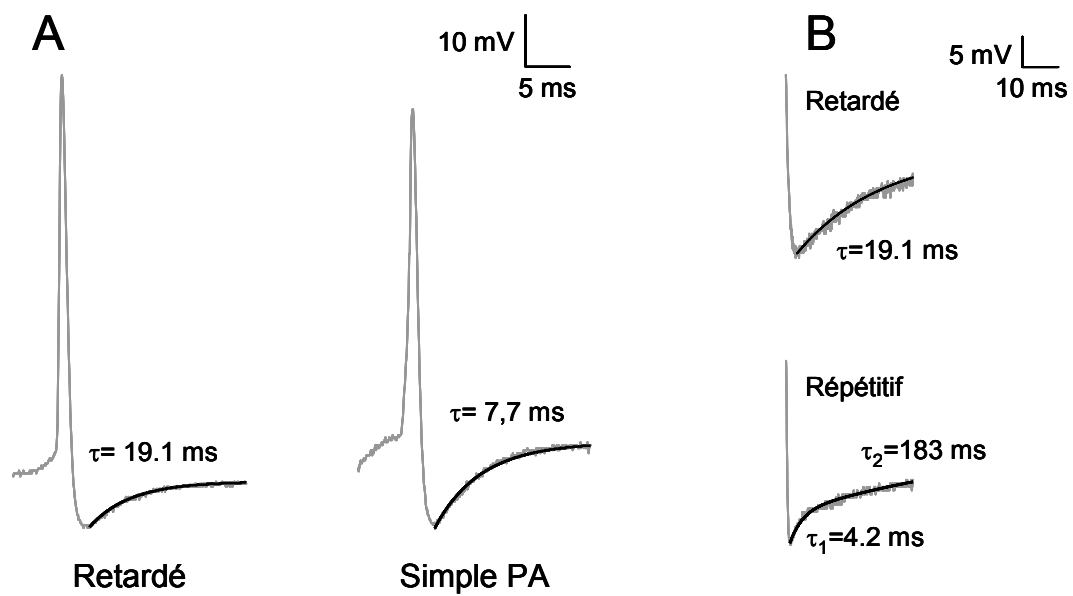 A
10 mV
5 ms
τ= 19.1 ms
τ= 7,7 ms
Retardé
Simple PA
B
5 mV
10 ms
Retardé
τ=19.1 ms
Répétitif
τ2=183 ms
τ1=4.2 ms